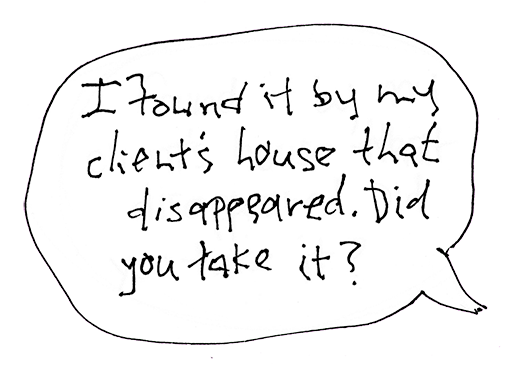 I found it by my
client's house that
disappeared. Did
you take it?